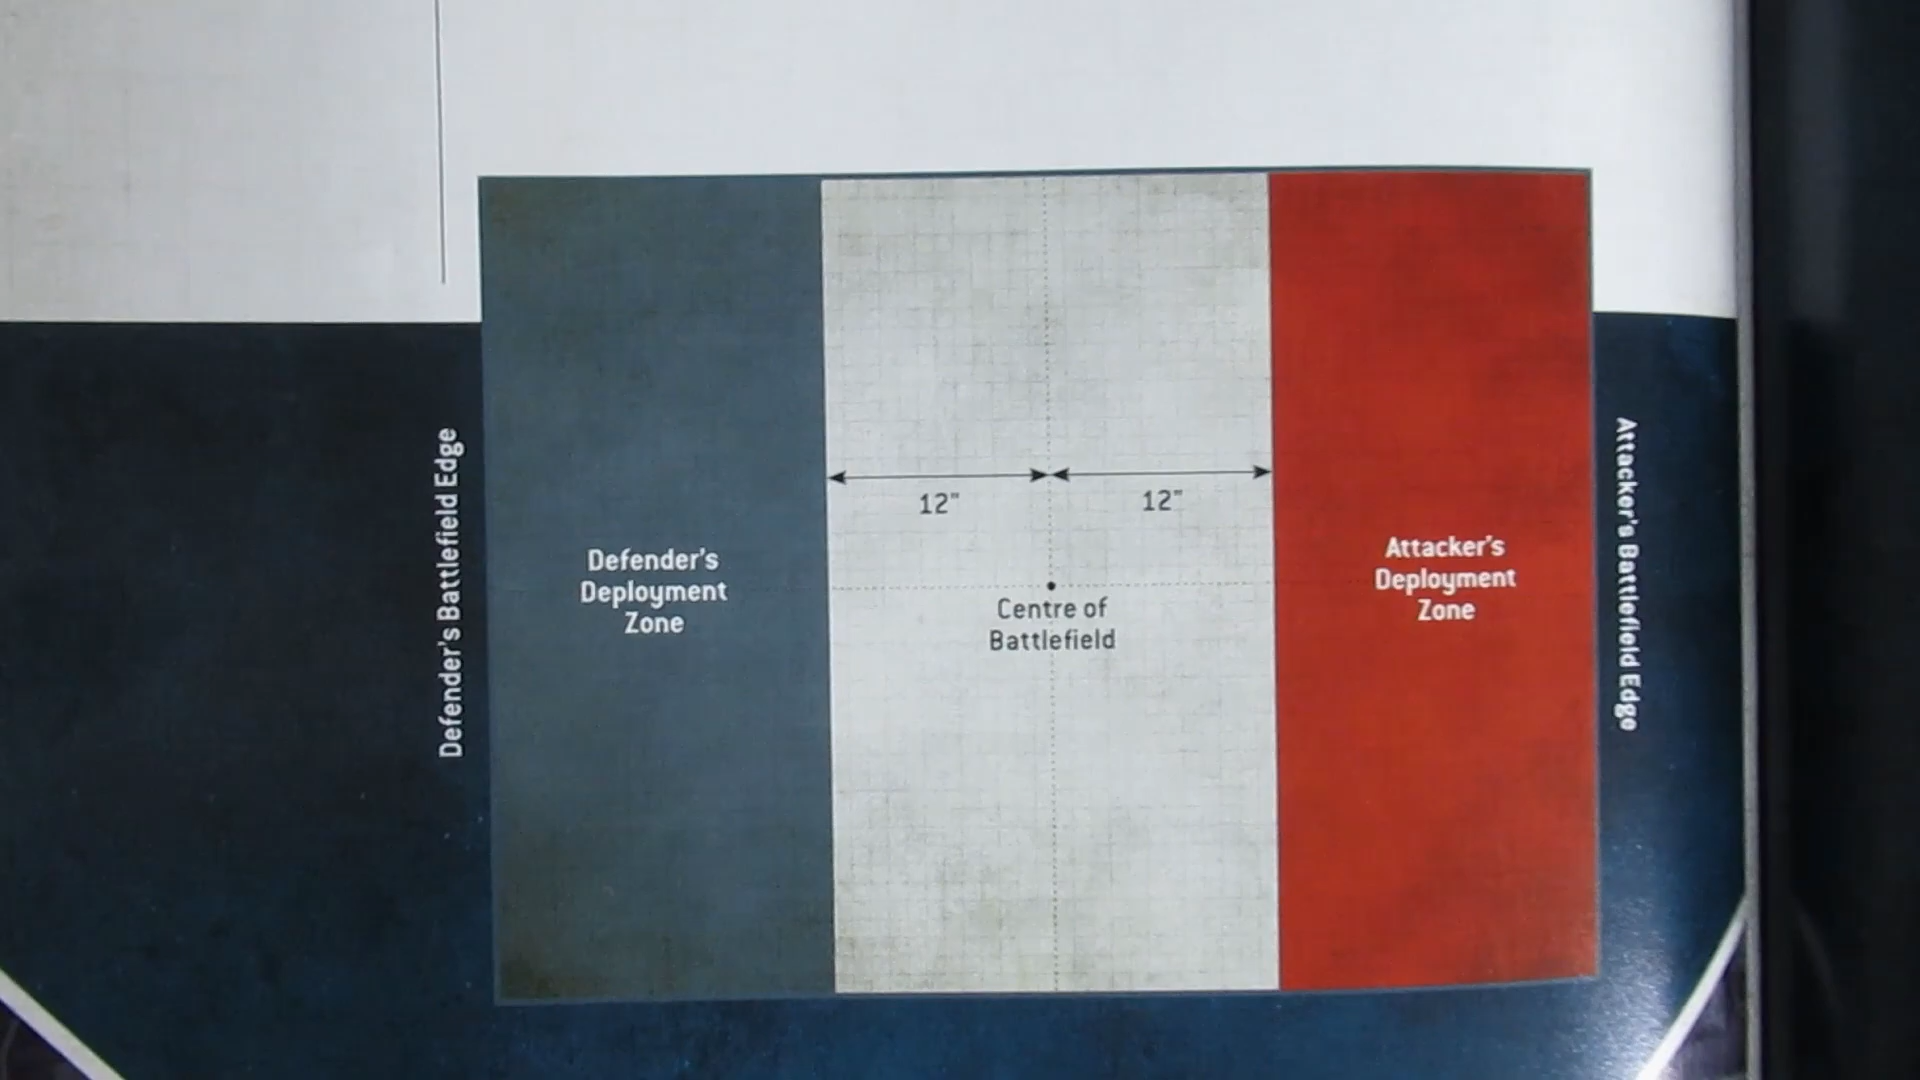 Defender's Battlefield Edge
12"
12"
Defender's
Deployment
Zone
Centre of
Battlefield
Attacker's
Deployment
Zone
Attacker's Battlefield Edge